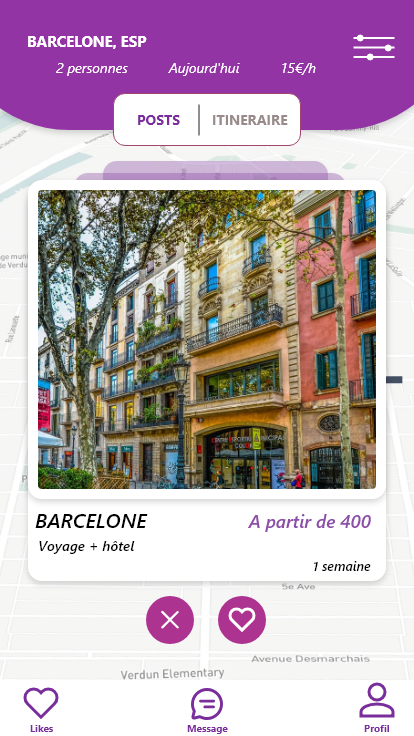 BARCELONE, ESP
2 personnes Aujourd'hui 15€/h
POSTS ITINERAIRE
BARCELONE A partir de 400
Voyage + hôtel
1 semaine
5e Ave
Avenue Desmarchais
Verdun Elementary
Likes Message Profil